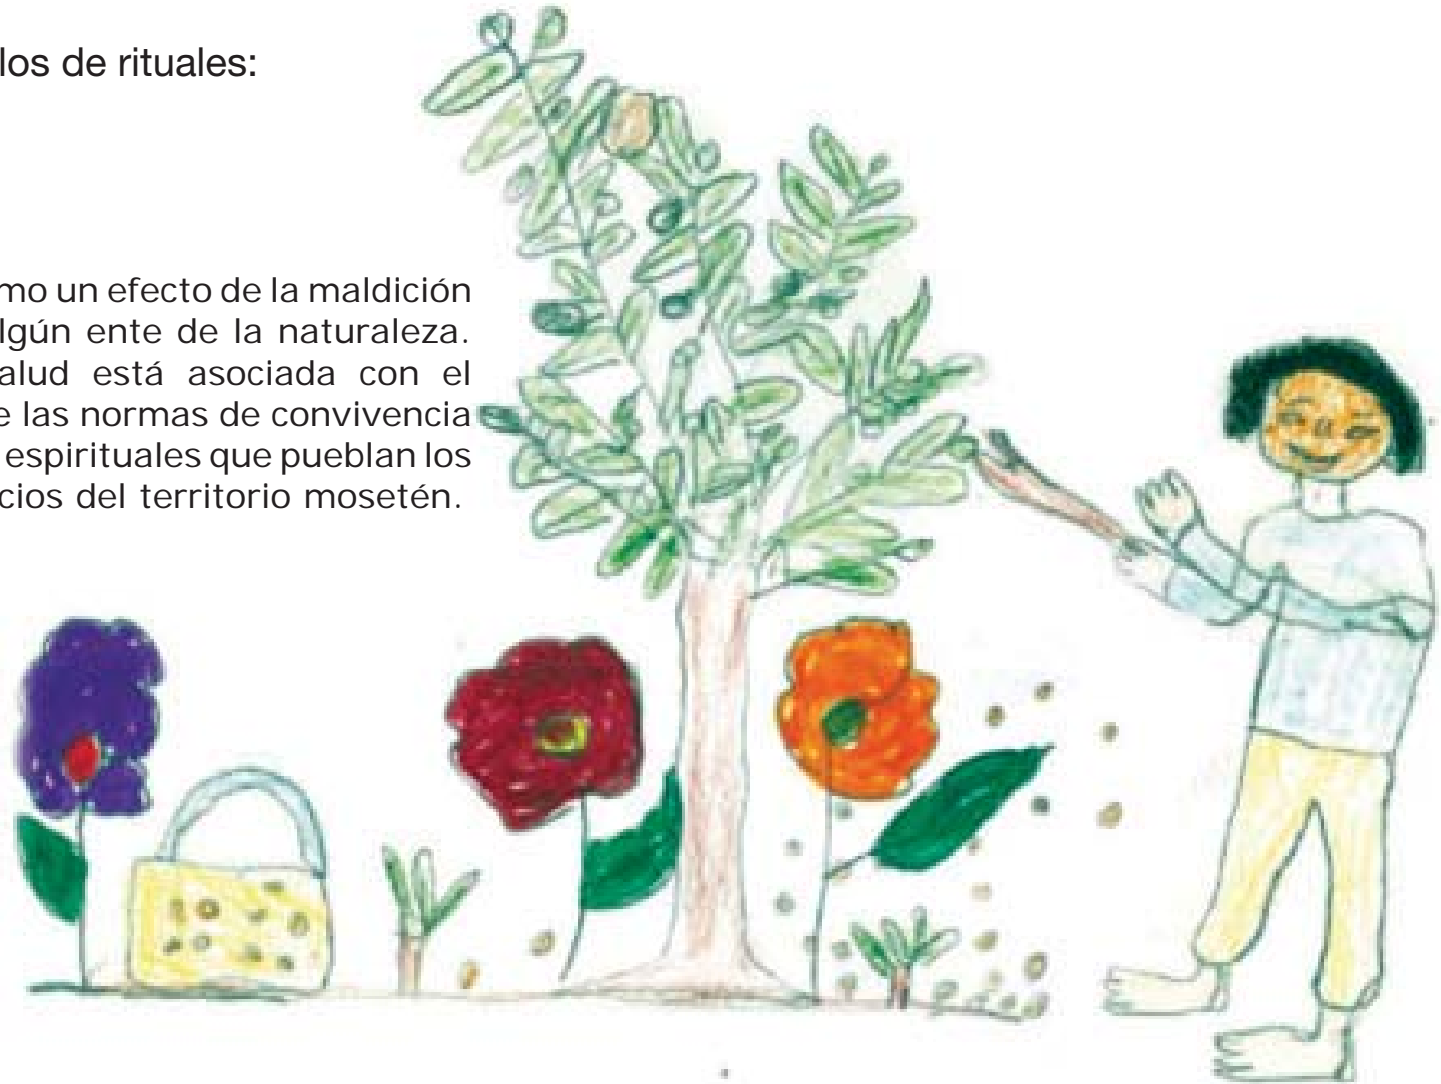 los de rituales:
mo un efecto de la maldición
lgún ente de la naturaleza.
alud está asociada con el
e las normas de convivencia
espirituales que pueblan los
cios del territorio mosetén.